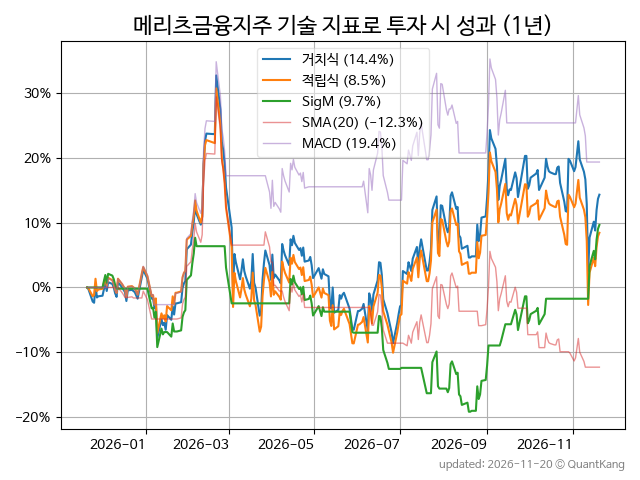 메리츠금융지주 기술 지표로 투자 시 성과 (1년)
거치식 (14.4%)
적립식 (8.5%)
SigM (9.7%)
SMA(20) (−12.3%)
MACD (19.4%)
30%
20%
10%
0%
−10%
−20%
2026-01 2026-03 2026-05 2026-07 2026-09 2026-11
updated: 2026-11-20 © QuantKang